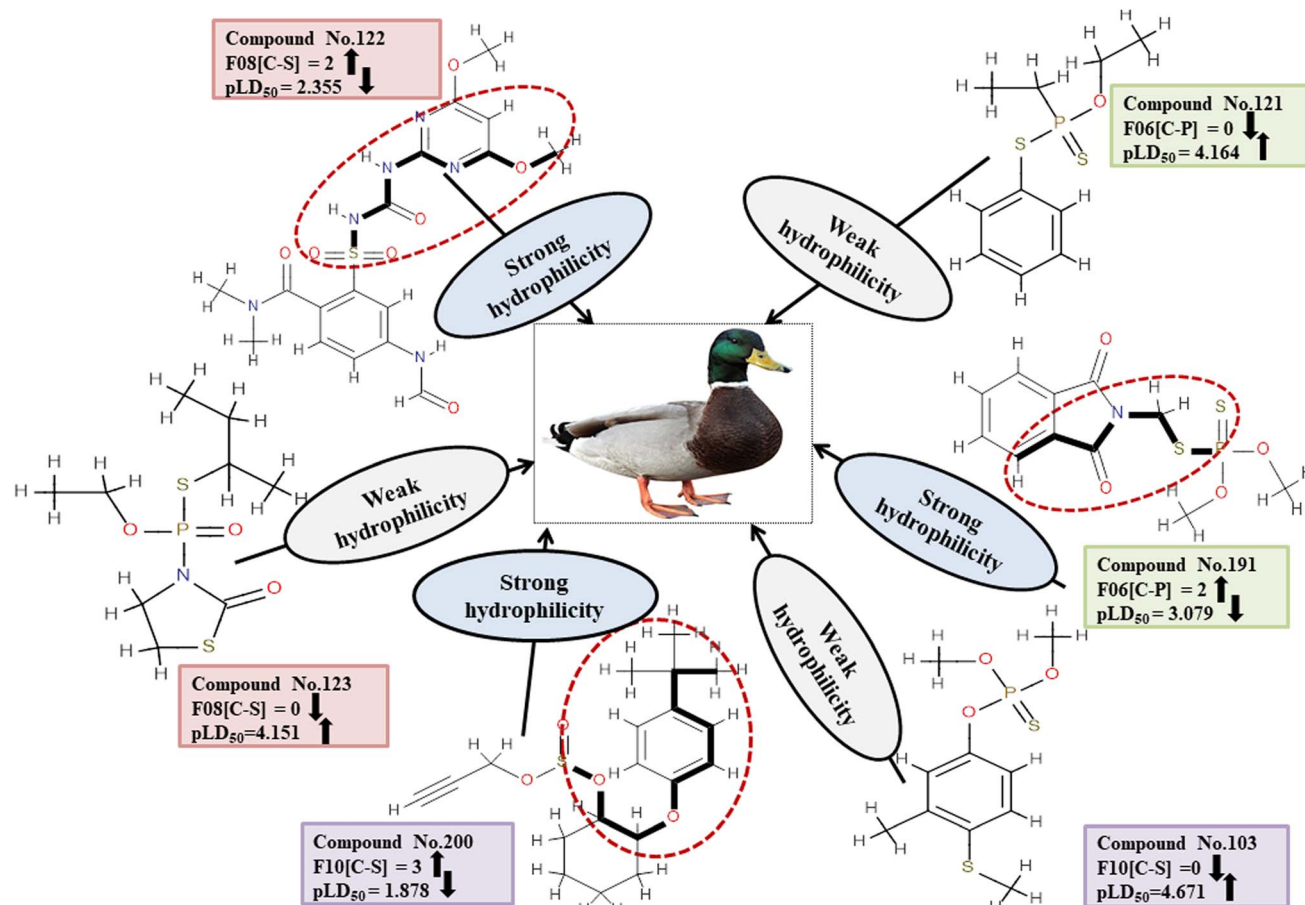 Compound No.122
F08[C-S] = 2
pLD50 = 2.355
Compound No.121
F06[C-P] = 0
pLD50 = 4.164
Strong
hydrophilicity
Weak
hydrophilicity
Weak
hydrophilicity
Strong
hydrophilicity
Strong
hydrophilicity
Weak
hydrophilicity
Compound No.191
F06[C-P] = 2
pLD50 = 3.079
Compound No.123
F08[C-S] = 0
pLD50=4.151
Compound No.200
F10[C-S] = 3
pLD50 = 1.878
Compound No.103
F10[C-S] =0
pLD50=4.671